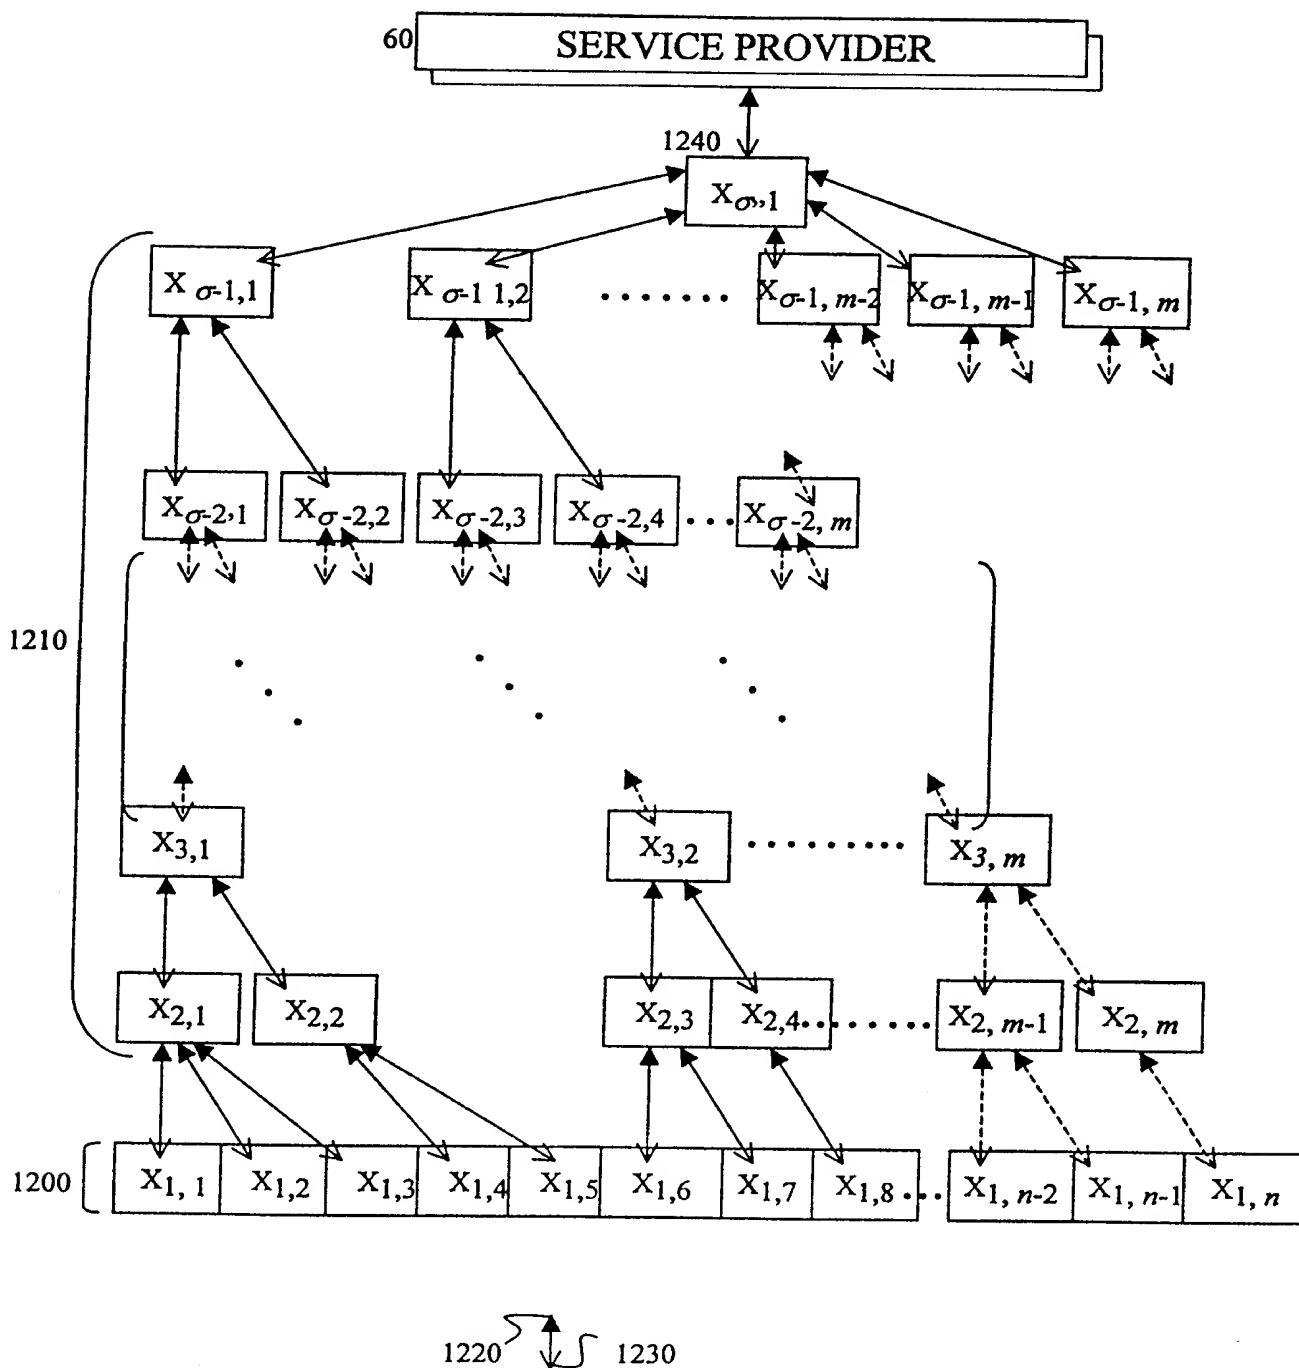 60 SERVICE PROVIDER
1240
Xσ,,1
X σ-1,1 X σ-1 1,2 ........ Xσ-1, m-2 Xσ-1, m-1 Xσ-1, m
Xσ-2,1 Xσ-2,2 Xσ-2,3 Xσ-2,4 ... Xσ-2, m
1210
X3,1 X3,2 ......... X3, m
X2,1 X2,2 X2,3 X2,4 ........ X2, m-1 X2, m
1200 X1, 1 X1,2 X1,3 X1,4 X1,5 X1,6 X1,7 X1,8 ... X1, n-2 X1, n-1 X1, n
1220 1230